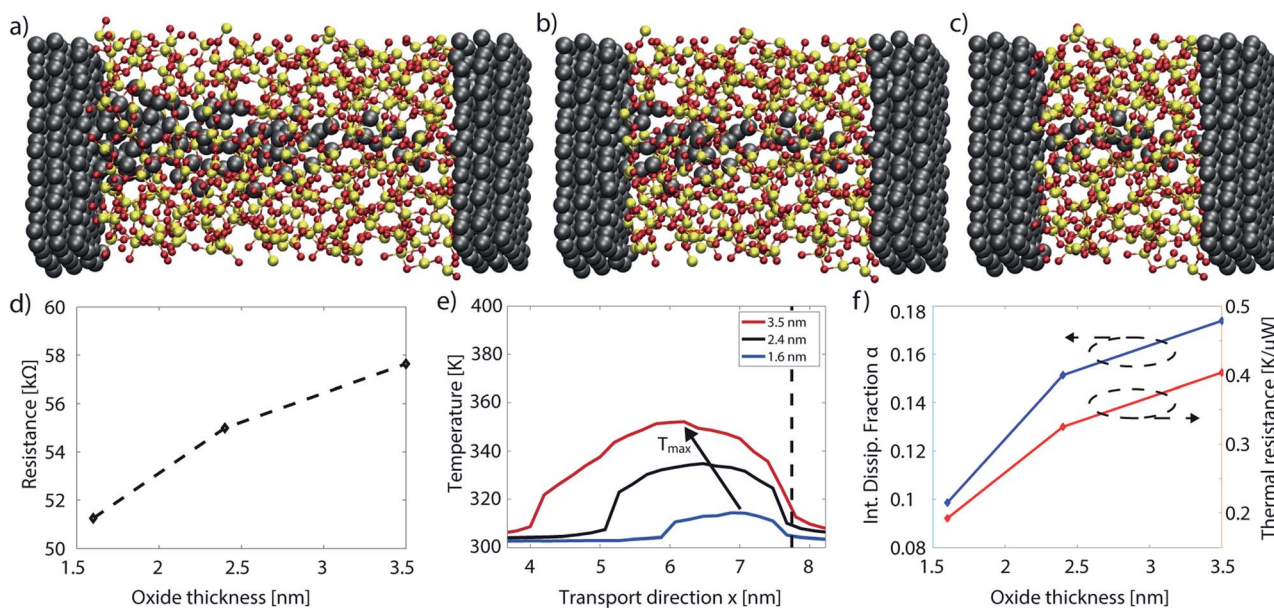 a)
b)
c)
d)
60
58
56
54
52
50
Resistance [kΩ]
1.5
2
2.5
3
3.5
Oxide thickness [nm]
e)
400
380
360
340
320
300
Temperature [K]
3.5 nm
2.4 nm
1.6 nm
Tmax
4
5
6
7
8
Transport direction x [nm]
f)
0.18
0.16
0.14
0.12
0.1
0.08
Int. Dissip. Fraction α
0.5
0.4
0.3
0.2
Thermal resistance [K/μW]
1.5
2
2.5
3
3.5
Oxide thickness [nm]